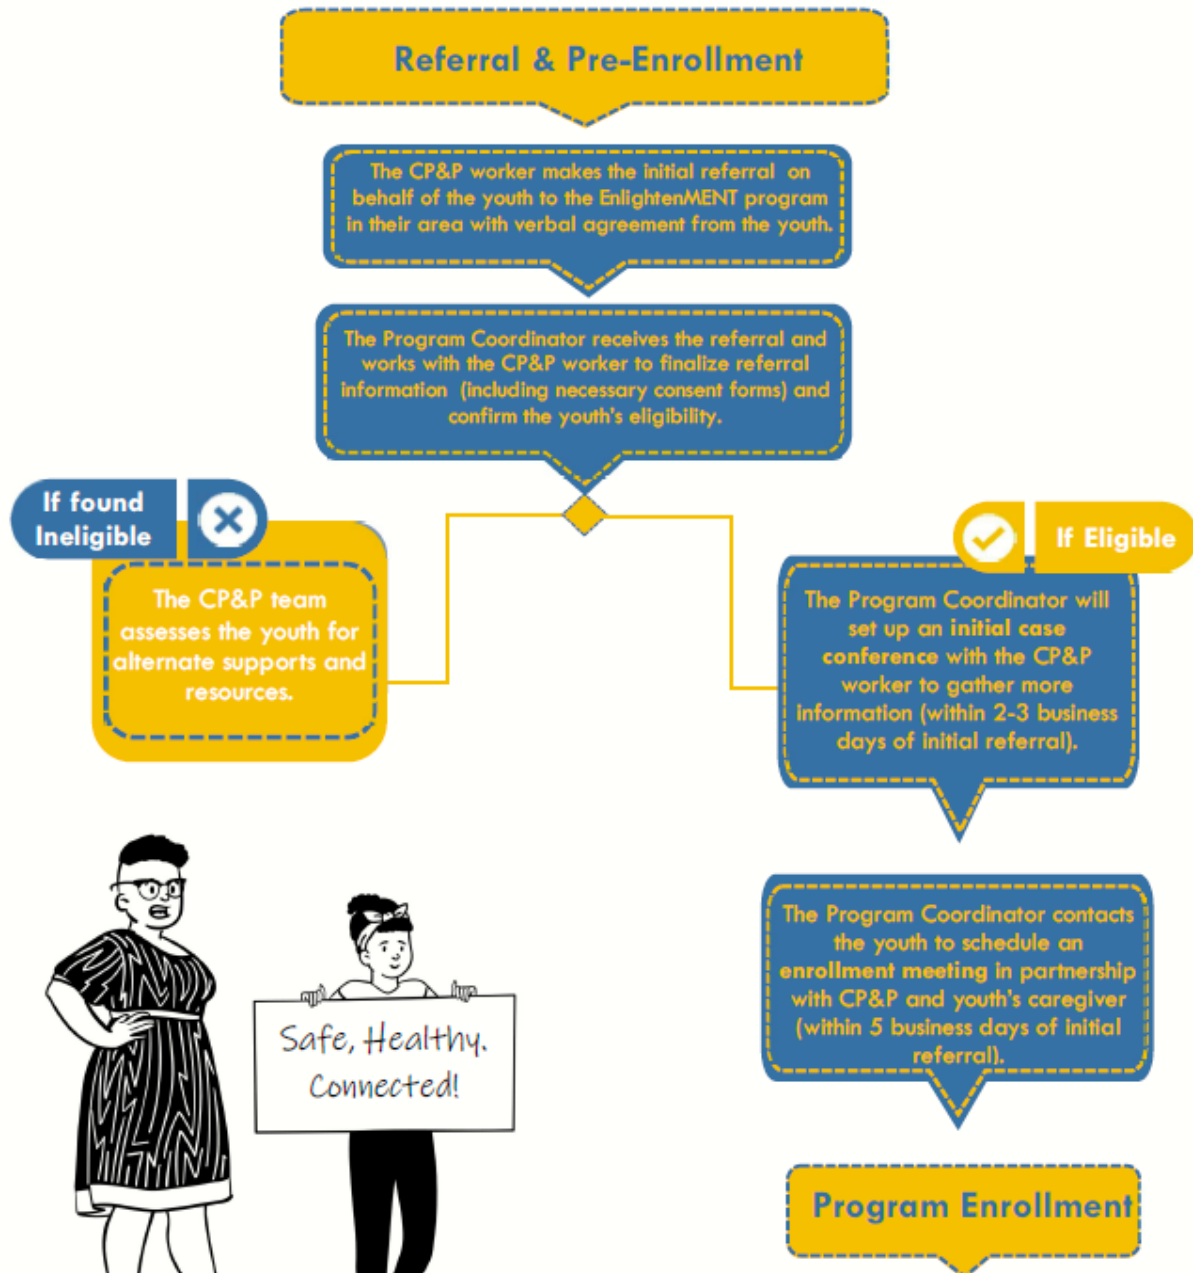 Referral & Pre-Enrollment
The CP&P worker makes the initial referral on
behalf of the youth to the EnlightenMENT program
in their area with verbal agreement from the youth.
The Program Coordinator receives the referral and
works with the CP&P worker to finalize referral
information (including necessary consent forms) and
confirm the youth's eligibility.
If found
Ineligible
The CP&P team
assesses the youth for
alternate supports and
resources.
If Eligible
The Program Coordinator will
set up an initial case
conference with the CP&P
worker to gather more
information (within 2-3 business
days of initial referral).
The Program Coordinator contacts
the youth to schedule an
enrollment meeting in partnership
with CP&P and youth's caregiver
(within 5 business days of initial
referral).
Safe, Healthy.
Connected!
Program Enrollment